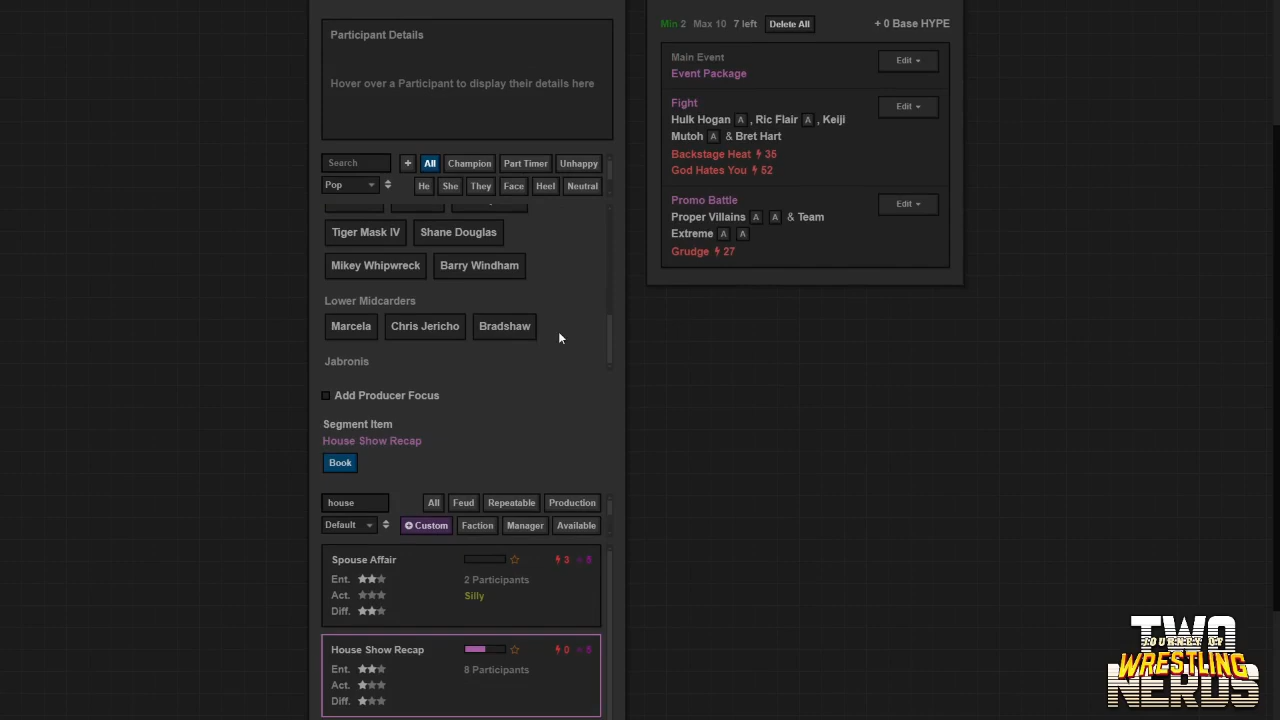 Participant Details
Hover over a Participant to display their details here
Search + All Champion Part Timer Unhappy
Pop He She They Face Heel Neutral
Tiger Mask IV Shane Douglas
Mikey Whipwreck Barry Windham
Lower Midcarders
Marcela Chris Jericho Bradshaw
Jabronis
Add Producer Focus
Segment Item
House Show Recap
Book
house All Feud Repeatable Production
Default Custom Faction Manager Available
Spouse Affair 3
Ent. 2 Participants
Act. Silly
Diff.
House Show Recap 0
Ent. 8 Participants
Act.
Diff.
Min 2 Max 10 7 left Delete All + 0 Base HYPE
Main Event Edit
Event Package
Fight Edit
Hulk Hogan A , Ric Flair A , Keiji
Mutoh A & Bret Hart
Backstage Heat 35
God Hates You 52
Promo Battle Edit
Proper Villains A A & Team
Extreme A A
Grudge 27
TWO
JOURNEY OF
WRESTLING
NERDS